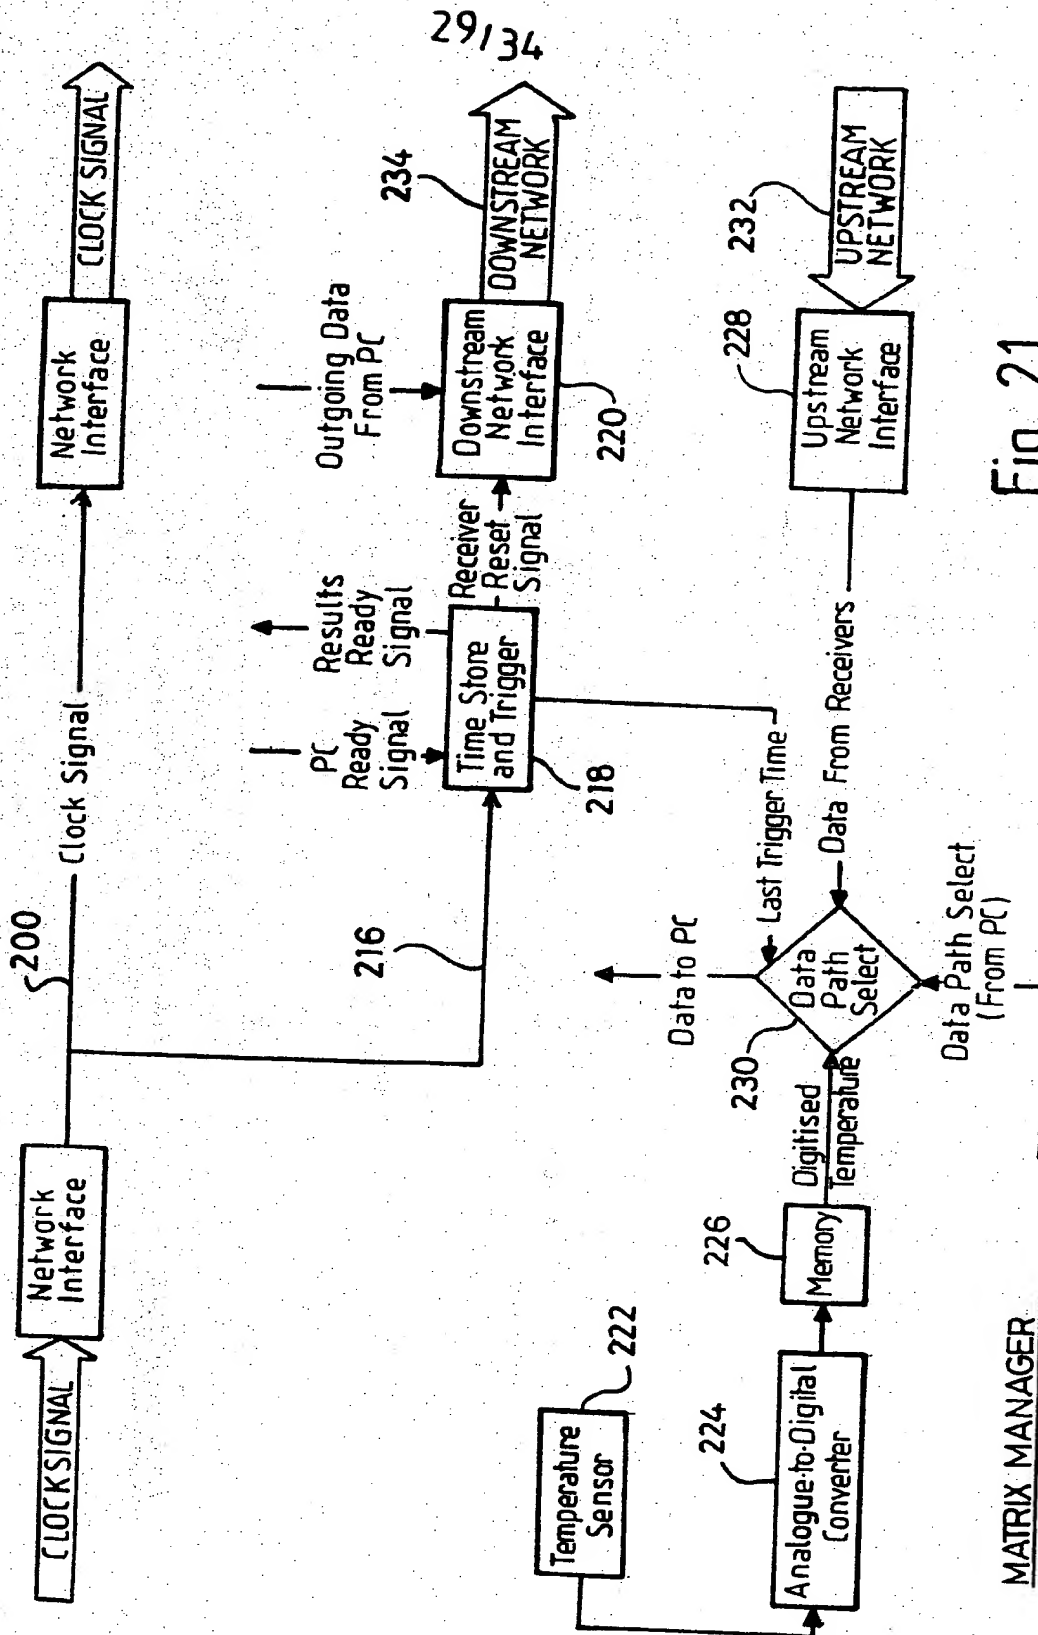 29/34
CLOCK SIGNAL
Network
Interface
200
Clock Signal
Network
Interface
CLOCK SIGNAL
216
PC
Ready
Signal
Results
Ready
Signal
Time Store
and Trigger
218
Receiver
Reset
Signal
Outgoing Data
From PC
Downstream
Network
Interface
220
234
DOWNSTREAM
NETWORK
Temperature
Sensor
222
Analogue-to-Digital
Converter
224
Memory
226
Digitised
Temperature
Data
Path
Select
230
Data to PC
Last Trigger Time
Data From Receivers
Data Path Select
(From PC)
Upstream
Network
Interface
228
232
UPSTREAM
NETWORK
MATRIX MANAGER
Fig. 21